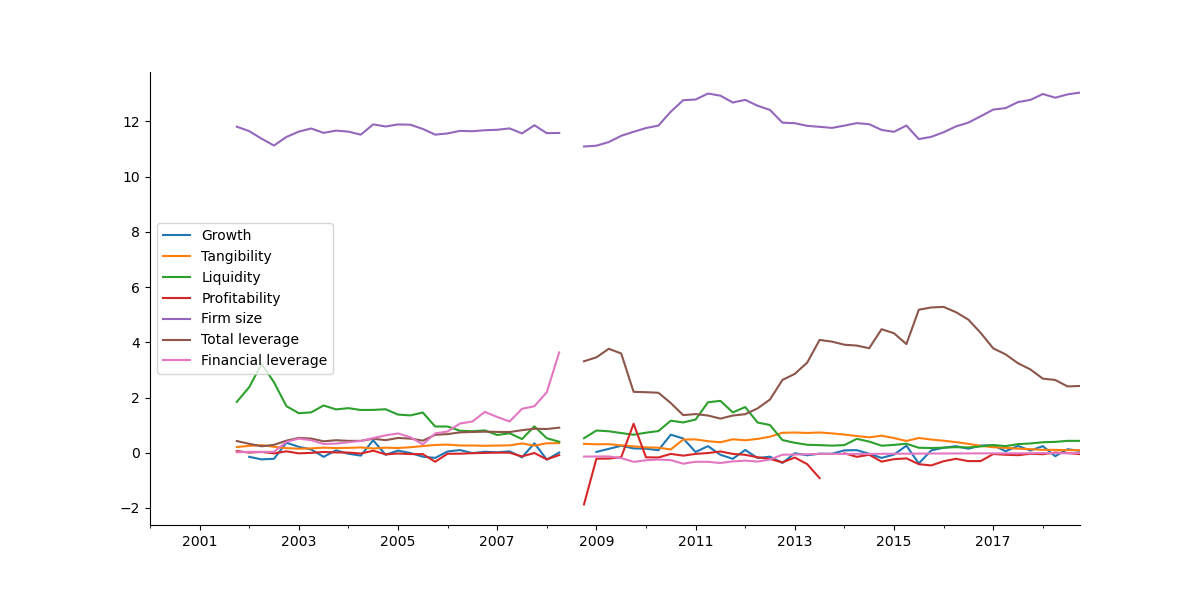 12
10
8
6
4
2
0
−2
Growth
Tangibility
Liquidity
Profitability
Firm size
Total leverage
Financial leverage
2001 2003 2005 2007 2009 2011 2013 2015 2017